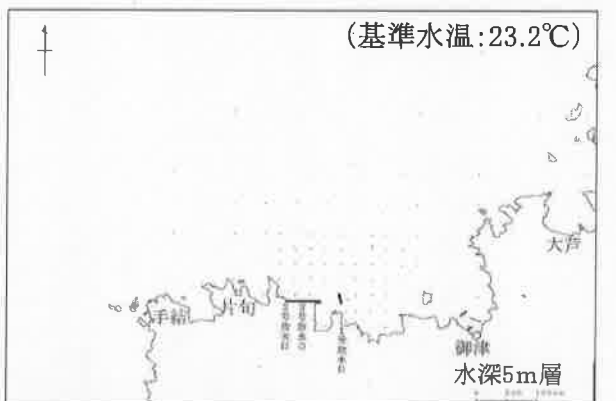 (基準水温:23.2℃)
大芦
手結
片句
御津
水深5m層